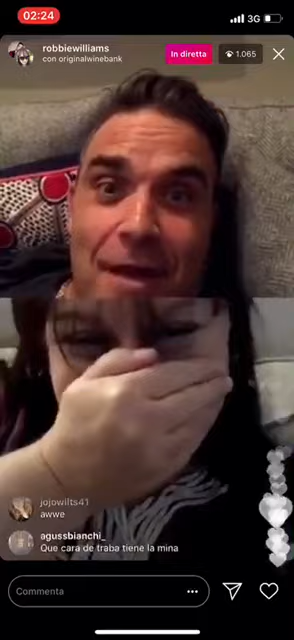 02:24
3G
robbiewilliams
con originalwinebank
In diretta
1.065
jojowilts41
awwe
agussbianchi_
Que cara de traba tiene la mina
Commenta